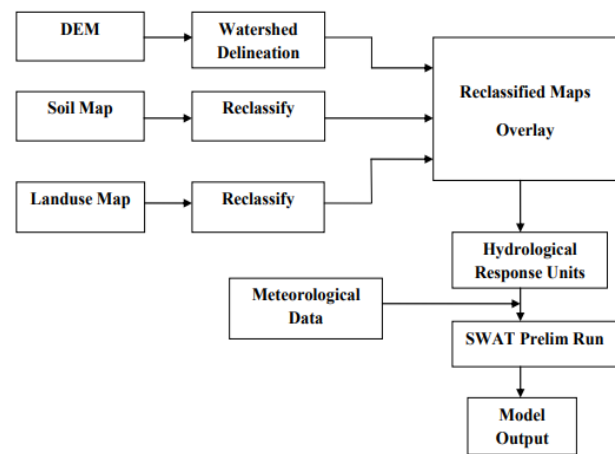 DEM
Watershed
Delineation
Soil Map
Reclassify
Reclassified Maps
Overlay
Landuse Map
Reclassify
Hydrological
Response Units
Meteorological
Data
SWAT Prelim Run
Model
Output